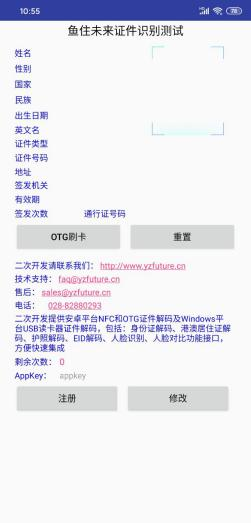 10:55
78
鱼住未来证件识别测试
姓名
性别
国家
民族
出生日期
英文名
证件类型
证件号码
地址
签发机关
有效期
签发次数 通行证号码
OTG刷卡 重置
二次开发请联系我们： http://www.yzfuture.cn
技术支持： faq@yzfuture.cn
售后： sales@yzfuture.cn
电话： 028-82880293
二次开发提供安卓平台NFC和OTG证件解码及Windows平
台USB读卡器证件解码，包括：身份证解码、港澳居住证解
码、护照解码、EID解码、人脸识别、人脸对比功能接口，
方便快速集成
剩余次数： 0
AppKey： appkey
注册 修改